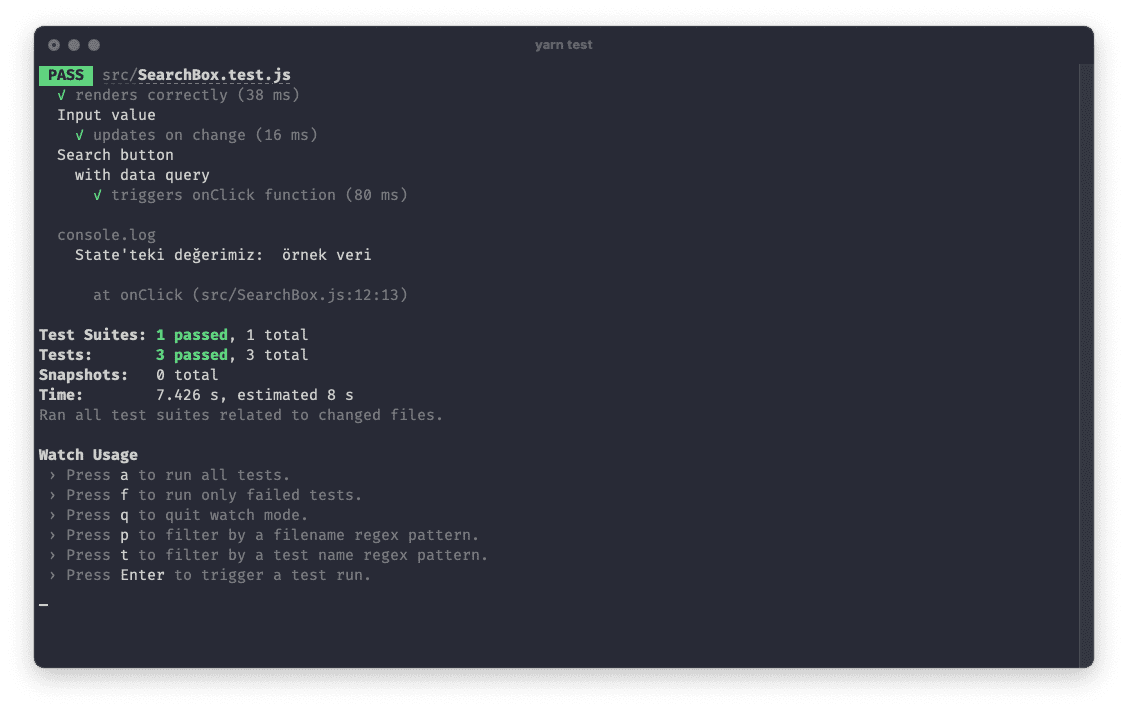 yarn test
PASS src/SearchBox.test.js
√ renders correctly (38 ms)
Input value
√ updates on change (16 ms)
Search button
with data query
√ triggers onClick function (80 ms)
console.log
State'teki değerimiz:  örnek veri
at onClick (src/SearchBox.js:12:13)
Test Suites: 1 passed, 1 total
Tests:       3 passed, 3 total
Snapshots:   0 total
Time:        7.426 s, estimated 8 s
Ran all test suites related to changed files.
Watch Usage
› Press a to run all tests.
› Press f to run only failed tests.
› Press q to quit watch mode.
› Press p to filter by a filename regex pattern.
› Press t to filter by a test name regex pattern.
› Press Enter to trigger a test run.